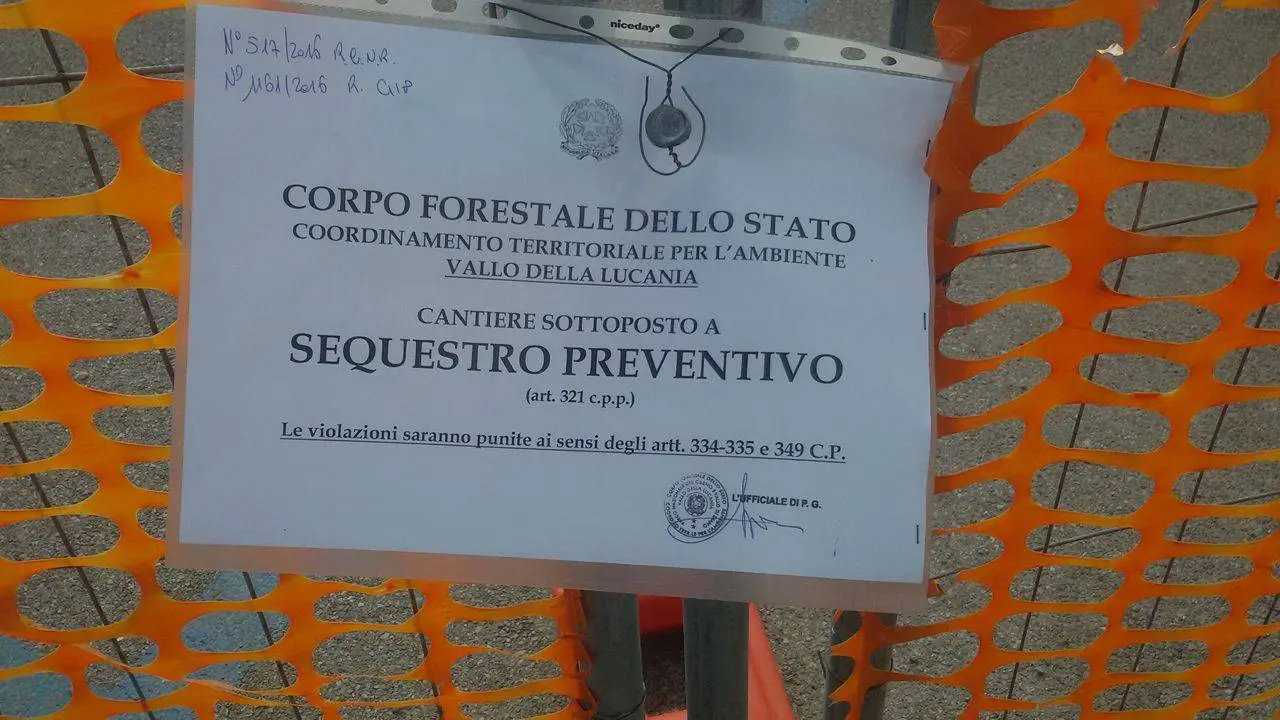 niceday®
N° 517/2016 R.G.N.R.
N° 1161/2016 R. GIP
CORPO FORESTALE DELLO STATO
COORDINAMENTO TERRITORIALE PER L'AMBIENTE
VALLO DELLA LUCANIA
CANTIERE SOTTOPOSTO A
SEQUESTRO PREVENTIVO
(art. 321 c.p.p.)
Le violazioni saranno punite ai sensi degli artt. 334-335 e 349 C.P.
L'UFFICIALE DI P. G.